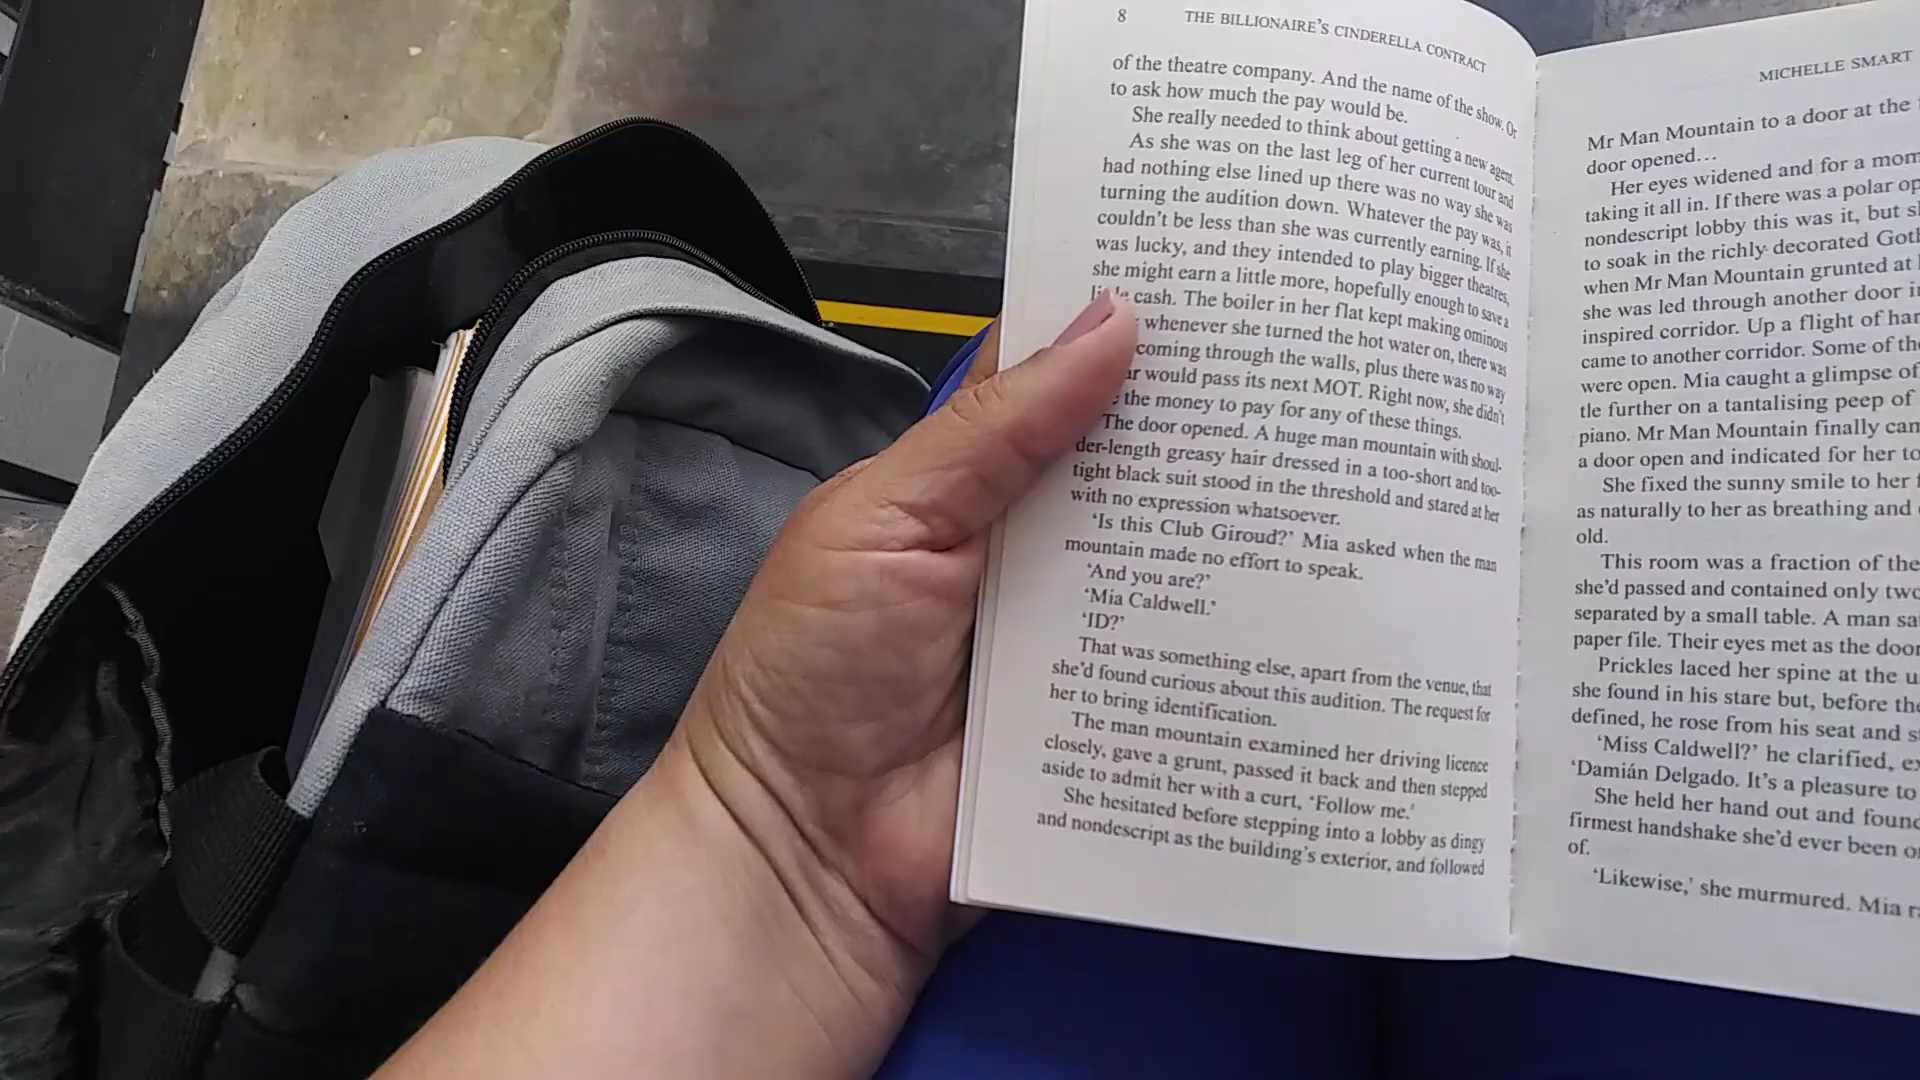 8 THE BILLIONAIRE'S CINDERELLA CONTRACT
of the theatre company. And the name of the show. Or
to ask how much the pay would be.
She really needed to think about getting a new agent.
As she was on the last leg of her current tour and
had nothing else lined up there was no way she was
turning the audition down. Whatever the pay was, it
couldn't be less than she was currently earning. If she
was lucky, and they intended to play bigger theatres,
she might earn a little more, hopefully enough to save a
cash. The boiler in her flat kept making ominous
whenever she turned the hot water on, there was
coming through the walls, plus there was no way
would pass its next MOT. Right now, she didn't
the money to pay for any of these things.
The door opened. A huge man mountain with shoul-
der-length greasy hair dressed in a too-short and too-
tight black suit stood in the threshold and stared at her
with no expression whatsoever.
'Is this Club Giroud?' Mia asked when the man
mountain made no effort to speak.
'And you are?'
'Mia Caldwell.'
'ID?'
That was something else, apart from the venue, that
she'd found curious about this audition. The request for
her to bring identification.
The man mountain examined her driving licence
closely, gave a grunt, passed it back and then stepped
aside to admit her with a curt, 'Follow me.'
She hesitated before stepping into a lobby as dingy
and nondescript as the building's exterior, and followed
MICHELLE SMART
Mr Man Mountain to a door at the
door opened...
Her eyes widened and for a mom
taking it all in. If there was a polar op
nondescript lobby this was it, but s
to soak in the richly decorated Got
when Mr Man Mountain grunted at
she was led through another door i
inspired corridor. Up a flight of har
came to another corridor. Some of the
were open. Mia caught a glimpse of
tle further on a tantalising peep of
piano. Mr Man Mountain finally cam
a door open and indicated for her to
She fixed the sunny smile to her
as naturally to her as breathing and
old.
This room was a fraction of the
she'd passed and contained only two
separated by a small table. A man sa
paper file. Their eyes met as the door
Prickles laced her spine at the u
she found in his stare but, before the
defined, he rose from his seat and s
'Miss Caldwell?' he clarified, ex
'Damián Delgado. It's a pleasure to
She held her hand out and found
firmest handshake she'd ever been o
of.
'Likewise,' she murmured. Mia r